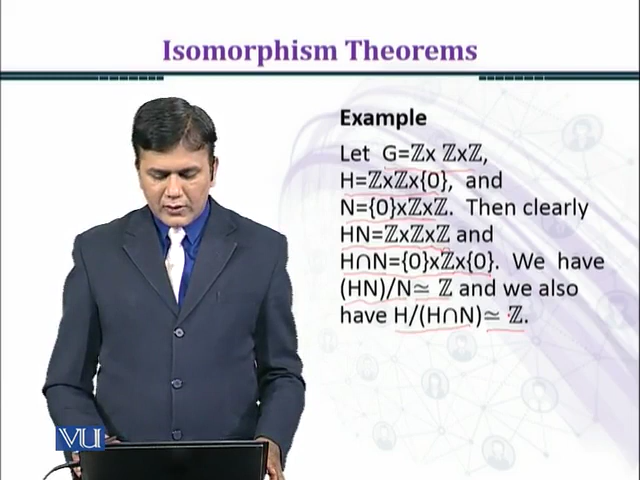 Isomorphism Theorems
Example
Let G=ℤx ℤxℤ,
H=ℤxℤx{0}, and
N={0}xℤxℤ. Then clearly
HN=ℤxℤxℤ and
H∩N={0}xℤx{0}. We have
(HN)/N≃ ℤ and we also
have H/(H∩N)≃ ℤ.
VU